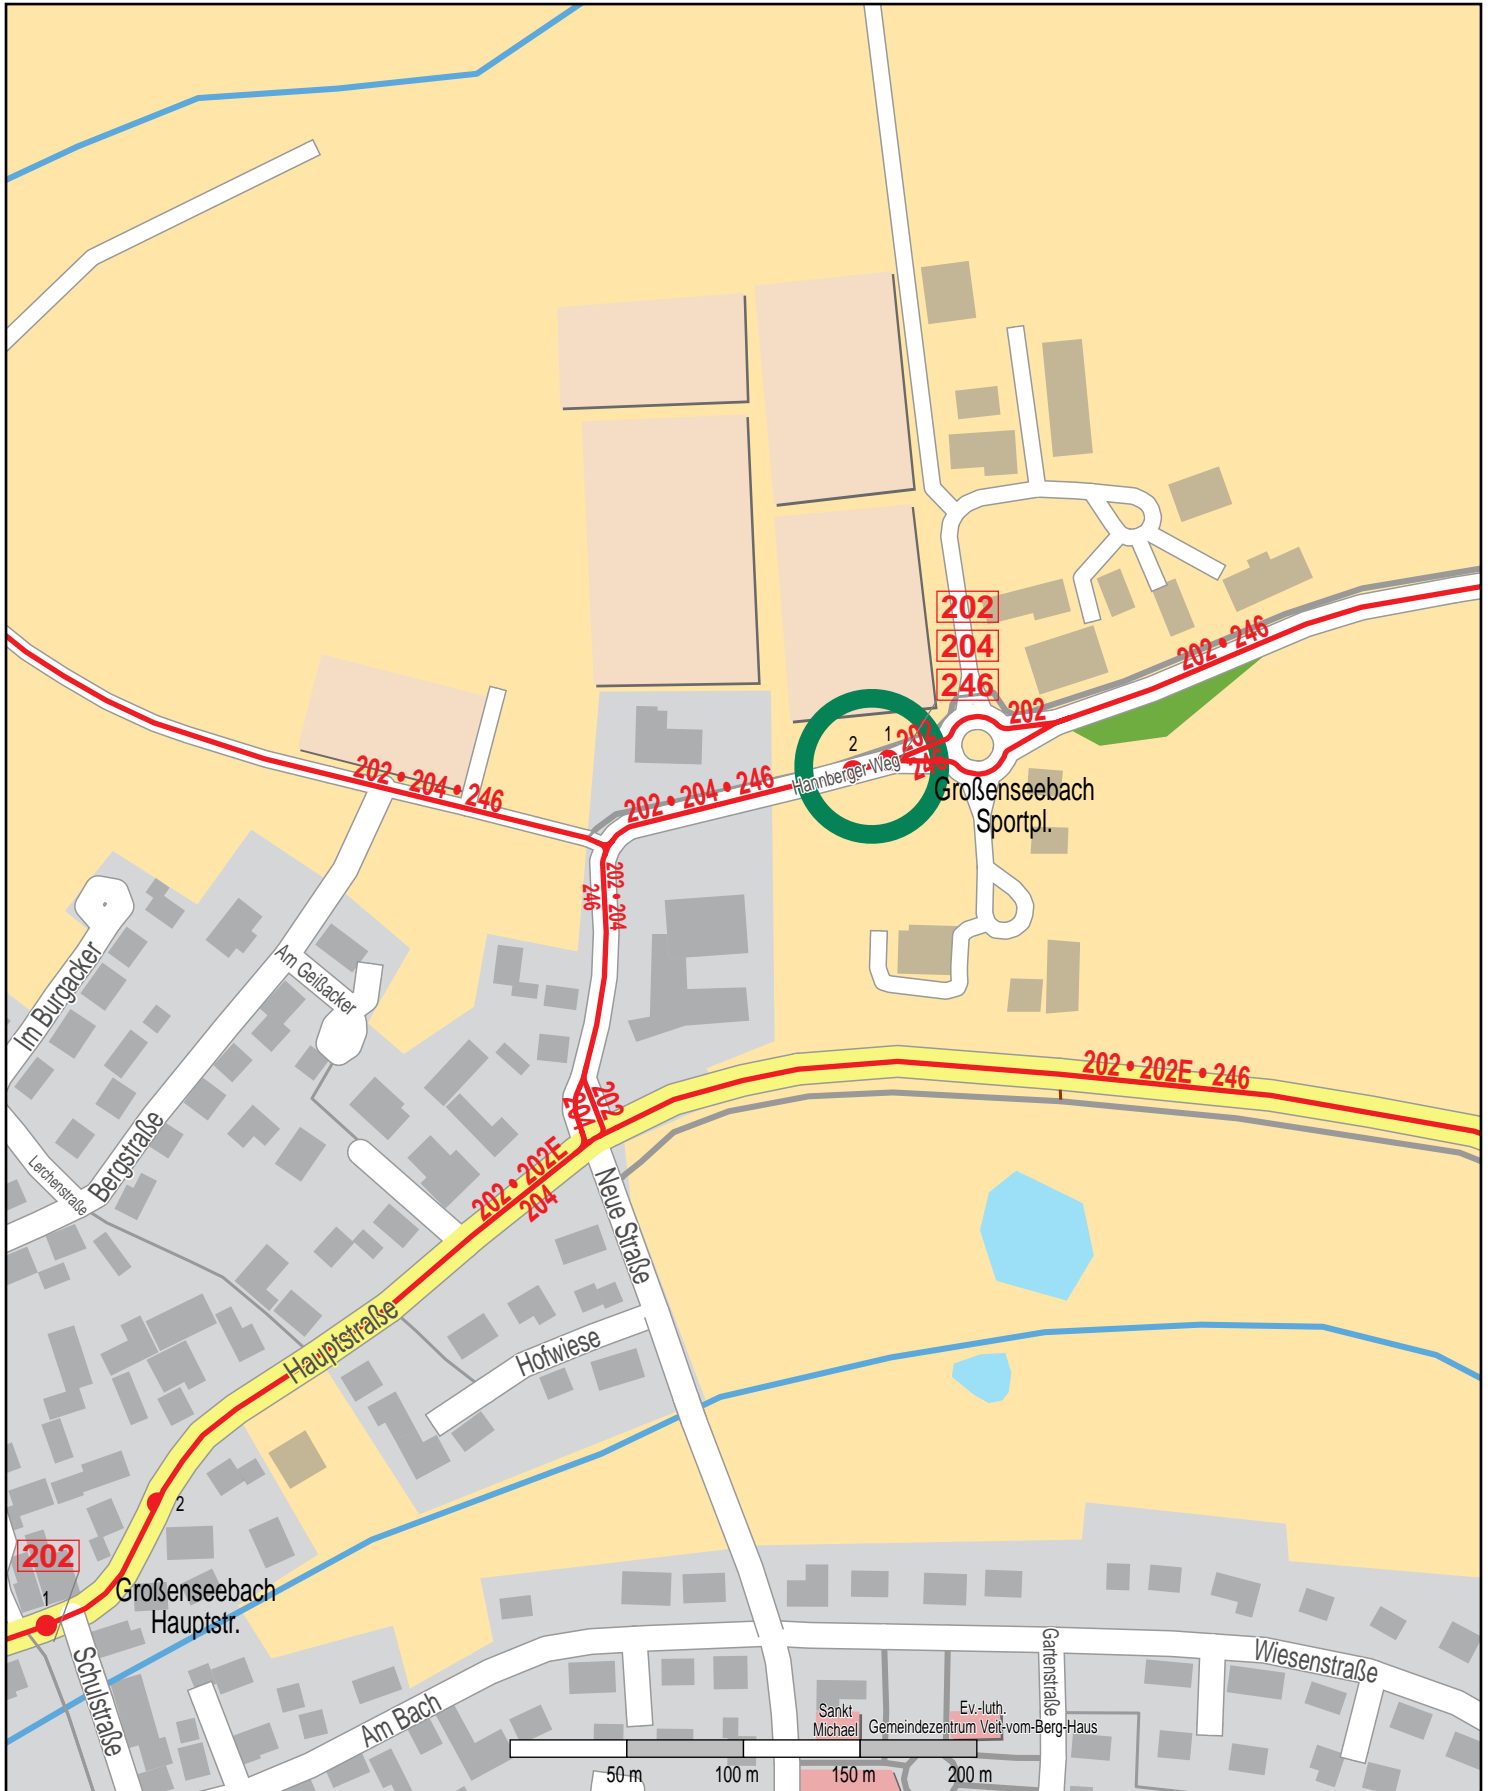 202
204
246
202 • 246
202
202
246
2
1
Hannberger Weg
Großenseebach
Sportpl.
202 • 204 • 246
202 • 204 • 246
246
202 • 204
Im Burgacker
Am Geißacker
Bergstraße
Lerchenstraße
204
202
202 • 202E • 246
202 • 202E
204
Neue Straße
Hauptstraße
Hofwiese
2
202
1
Großenseebach
Hauptstr.
Schulstraße
Am Bach
Gartenstraße
Wiesenstraße
Sankt
Michael
Ev.-luth.
Gemeindezentrum Veit-vom-Berg-Haus
50 m
100 m
150 m
200 m